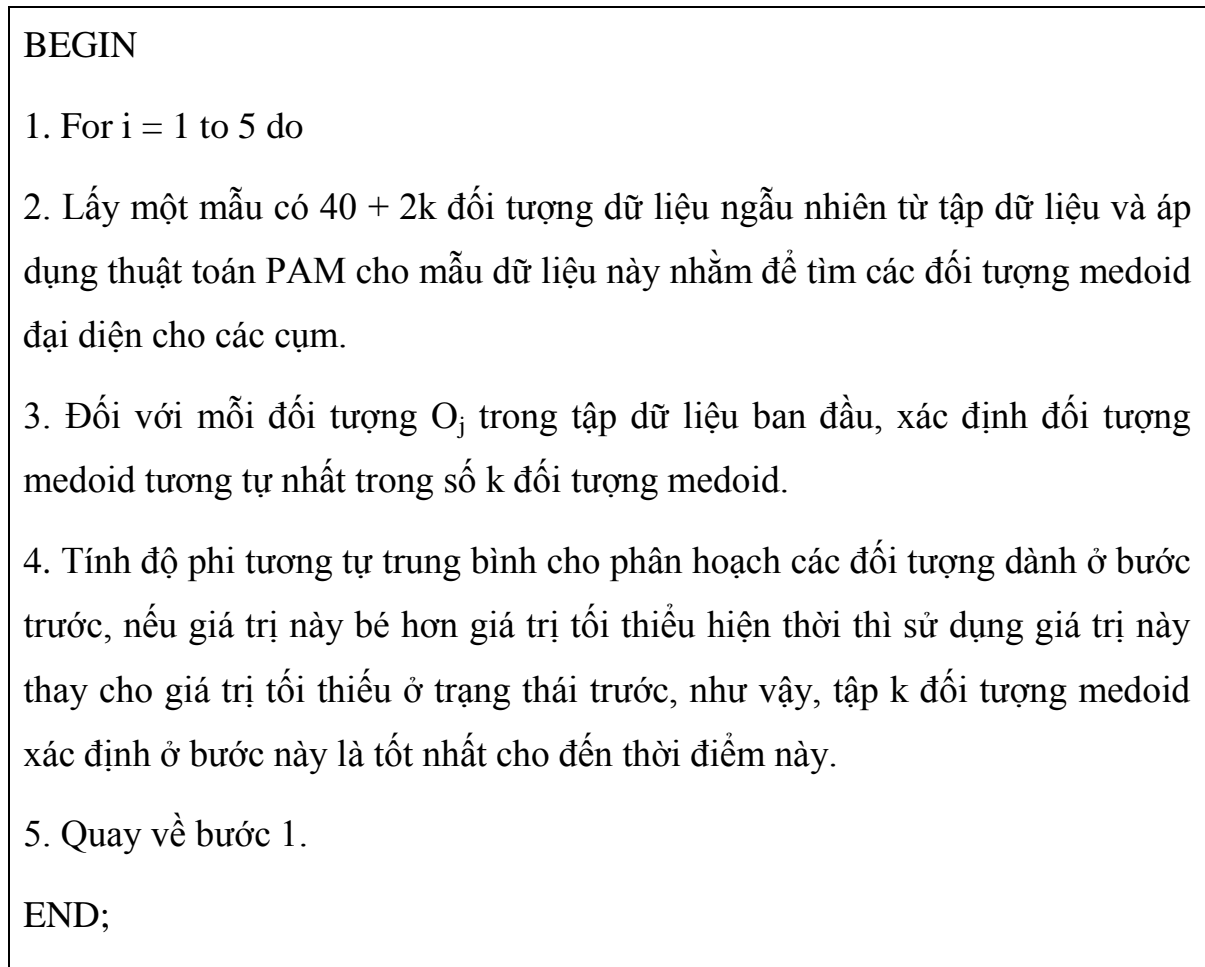 BEGIN
1. For i = 1 to 5 do
2. Lấy một mẫu có 40 + 2k đối tượng dữ liệu ngẫu nhiên từ tập dữ liệu và áp
dụng thuật toán PAM cho mẫu dữ liệu này nhằm để tìm các đối tượng medoid
đại diện cho các cụm.
3. Đối với mỗi đối tượng Oj trong tập dữ liệu ban đầu, xác định đối tượng
medoid tương tự nhất trong số k đối tượng medoid.
4. Tính độ phi tương tự trung bình cho phân hoạch các đối tượng dành ở bước
trước, nếu giá trị này bé hơn giá trị tối thiểu hiện thời thì sử dụng giá trị này
thay cho giá trị tối thiếu ở trạng thái trước, như vậy, tập k đối tượng medoid
xác định ở bước này là tốt nhất cho đến thời điểm này.
5. Quay về bước 1.
END;